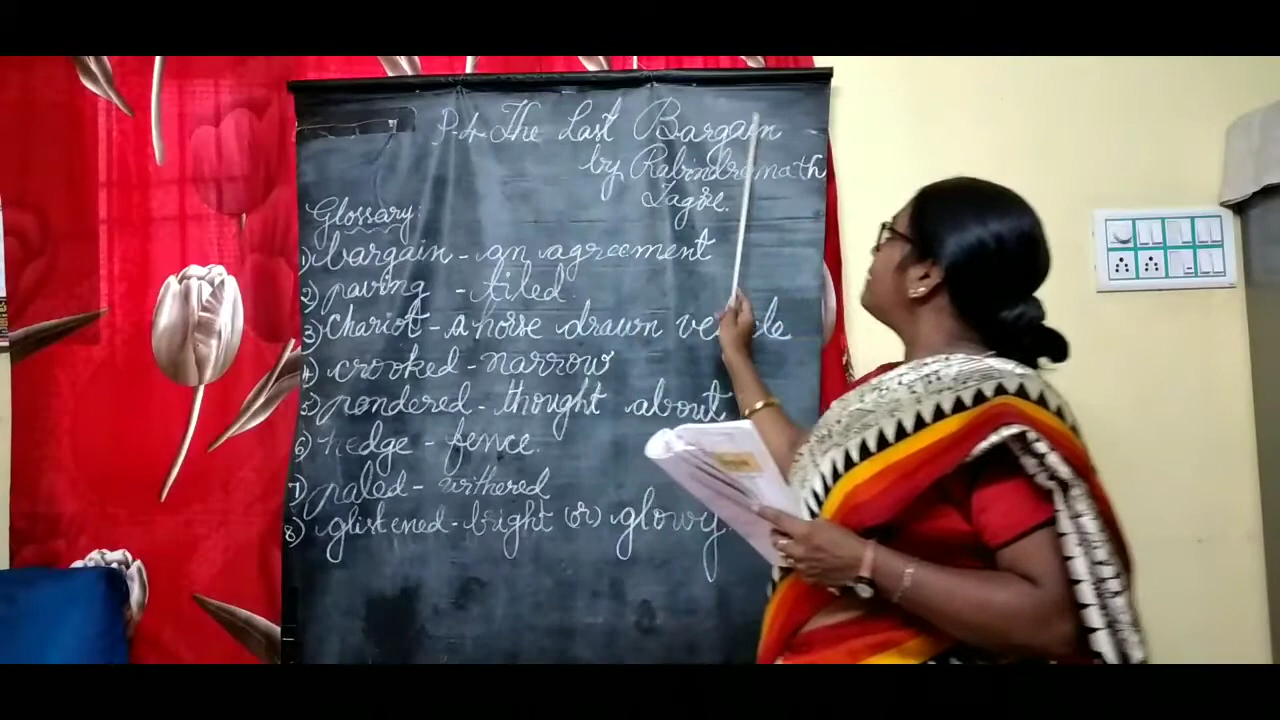 P-4. The Last Bargain
by Rabindranath
Tagore.
Glossary:
1) bargain - an agreement
2) paving - tiled.
3) Chariot - a horse drawn vehicle
4) crooked - narrow
5) pondered - thought about
6) hedge - fence.
7) paled - withered
8) glistened - bright (or) glowy